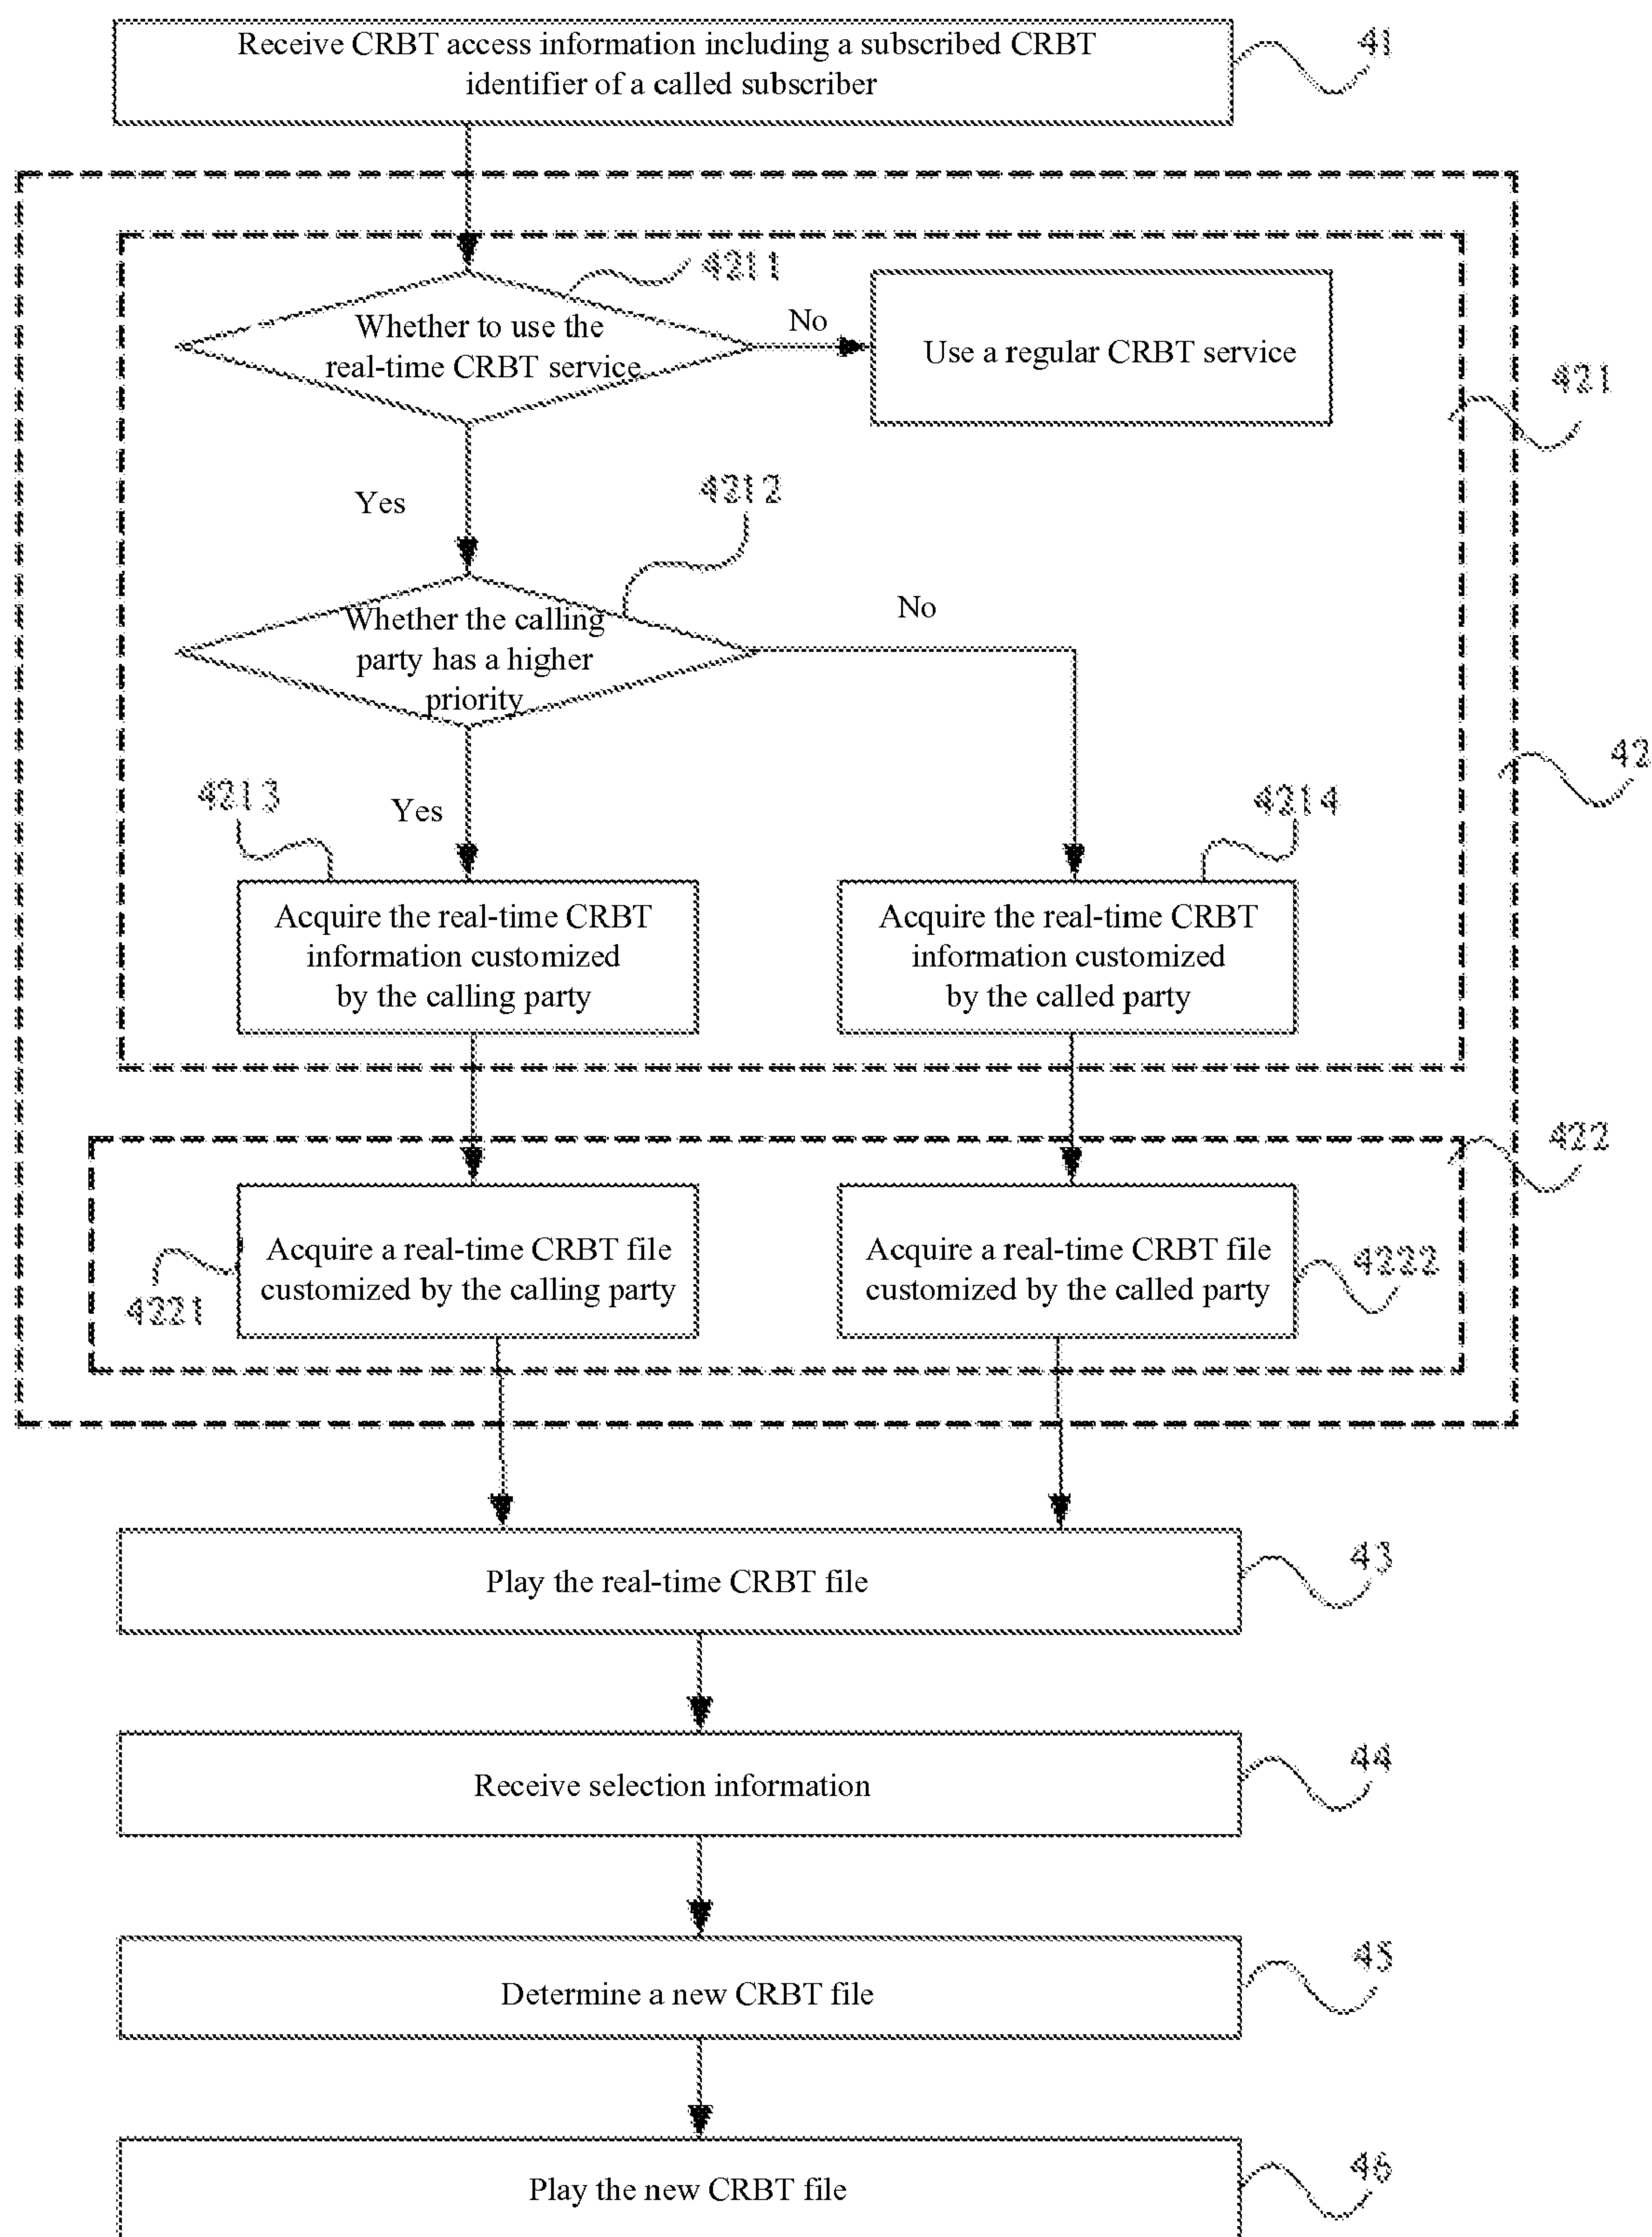 Receive CRBT access information including a subscribed CRBT
identifier of a called subscriber
41
4211
Whether to use the
real-time CRBT service
No
Use a regular CRBT service
421
Yes
4212
Whether the calling
party has a higher
priority
No
42
4213
Yes
4214
Acquire the real-time CRBT
information customized
by the calling party
Acquire the real-time CRBT
information customized
by the called party
422
Acquire a real-time CRBT file
customized by the calling party
4221
Acquire a real-time CRBT file
customized by the called party
4222
Play the real-time CRBT file
43
Receive selection information
44
Determine a new CRBT file
45
Play the new CRBT file
46